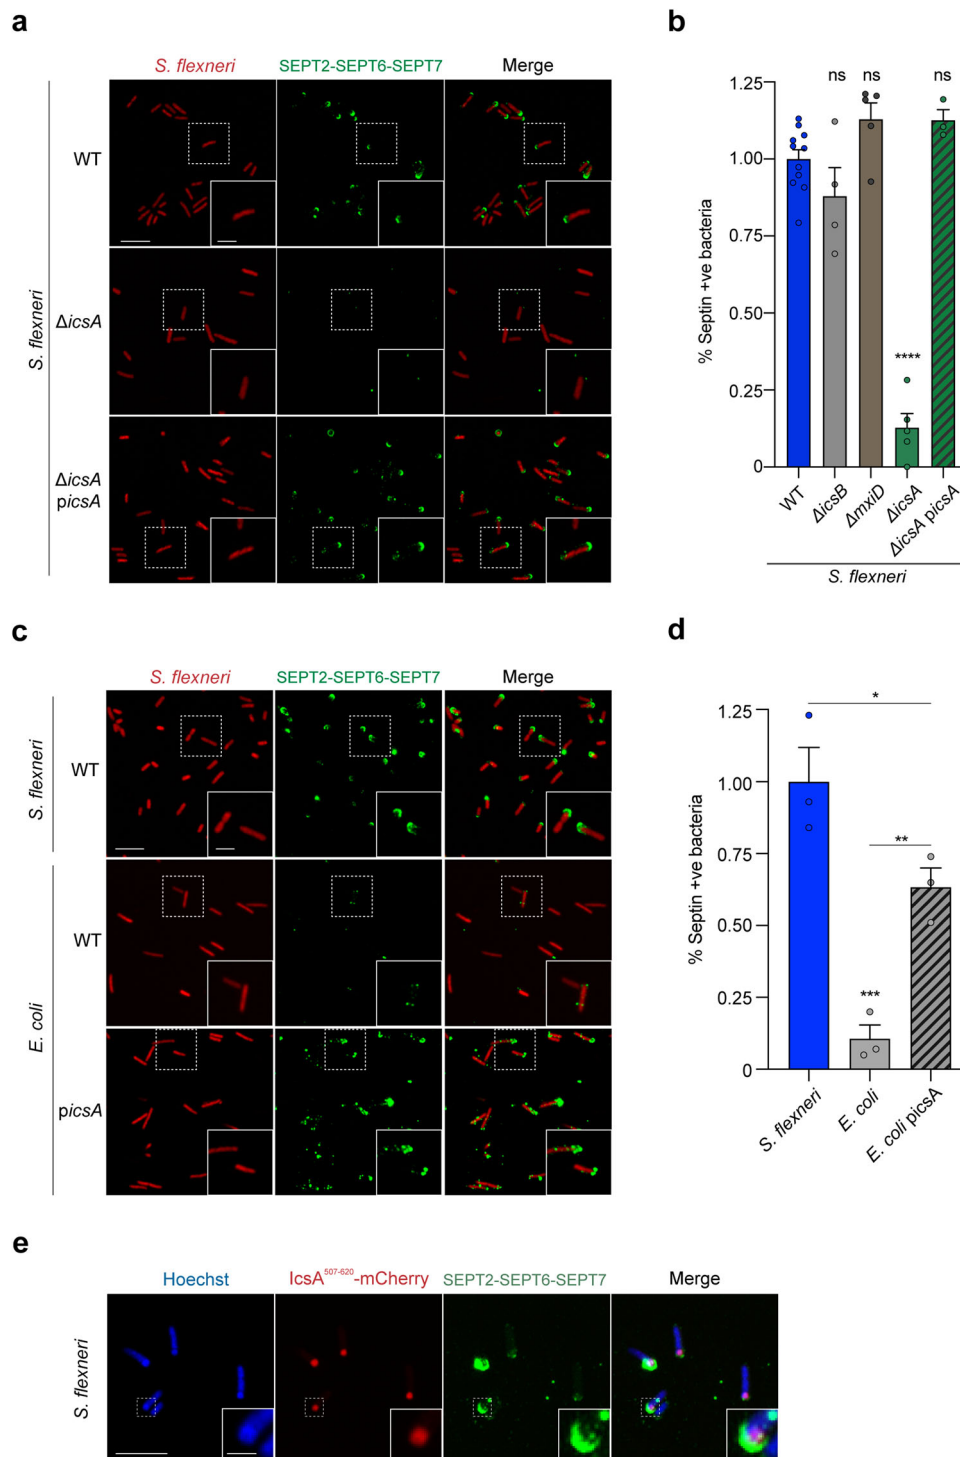 a
S. flexneri SEPT2-SEPT6-SEPT7 Merge
S. flexneri
WT
ΔicsA
ΔicsA
picsA
b
% Septin +ve bacteria
1.25
1.00
0.75
0.50
0.25
0
ns ns ns
****
WT ΔicsB ΔmxiD ΔicsA ΔicsA picsA
S. flexneri
c
S. flexneri SEPT2-SEPT6-SEPT7 Merge
S. flexneri
WT
E. coli
WT
picsA
d
% Septin +ve bacteria
1.25
1.00
0.75
0.50
0.25
0
*
**
***
S. flexneri E. coli E. coli picsA
e
Hoechst IcsA⁵⁰⁷⁻⁶²⁰-mCherry SEPT2-SEPT6-SEPT7 Merge
S. flexneri